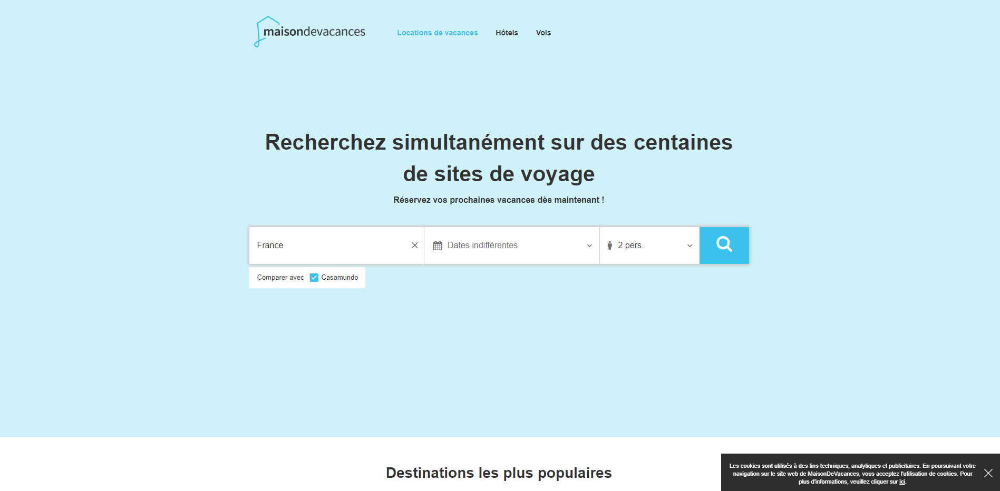 maisondevacances
Locations de vacances
Hôtels
Vols
Recherchez simultanément sur des centaines
de sites de voyage
Réservez vos prochaines vacances dès maintenant !
France
Dates indifférentes
2 pers.
Comparer avec
Casamundo
Destinations les plus populaires
Les cookies sont utilisés à des fins techniques, analytiques et publicitaires. En poursuivant votre
navigation sur le site web de MaisonDeVacances, vous acceptez l'utilisation de cookies. Pour
plus d'informations, veuillez cliquer sur ici.